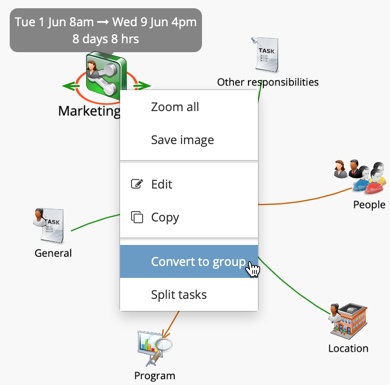 Tue 1 Jun 8am → Wed 9 Jun 4pm
8 days 8 hrs
TASK
Other responsibilities
Marketing
Zoom all
Save image
Edit
Copy
People
TASK
General
Convert to group
Split tasks
Location
Program